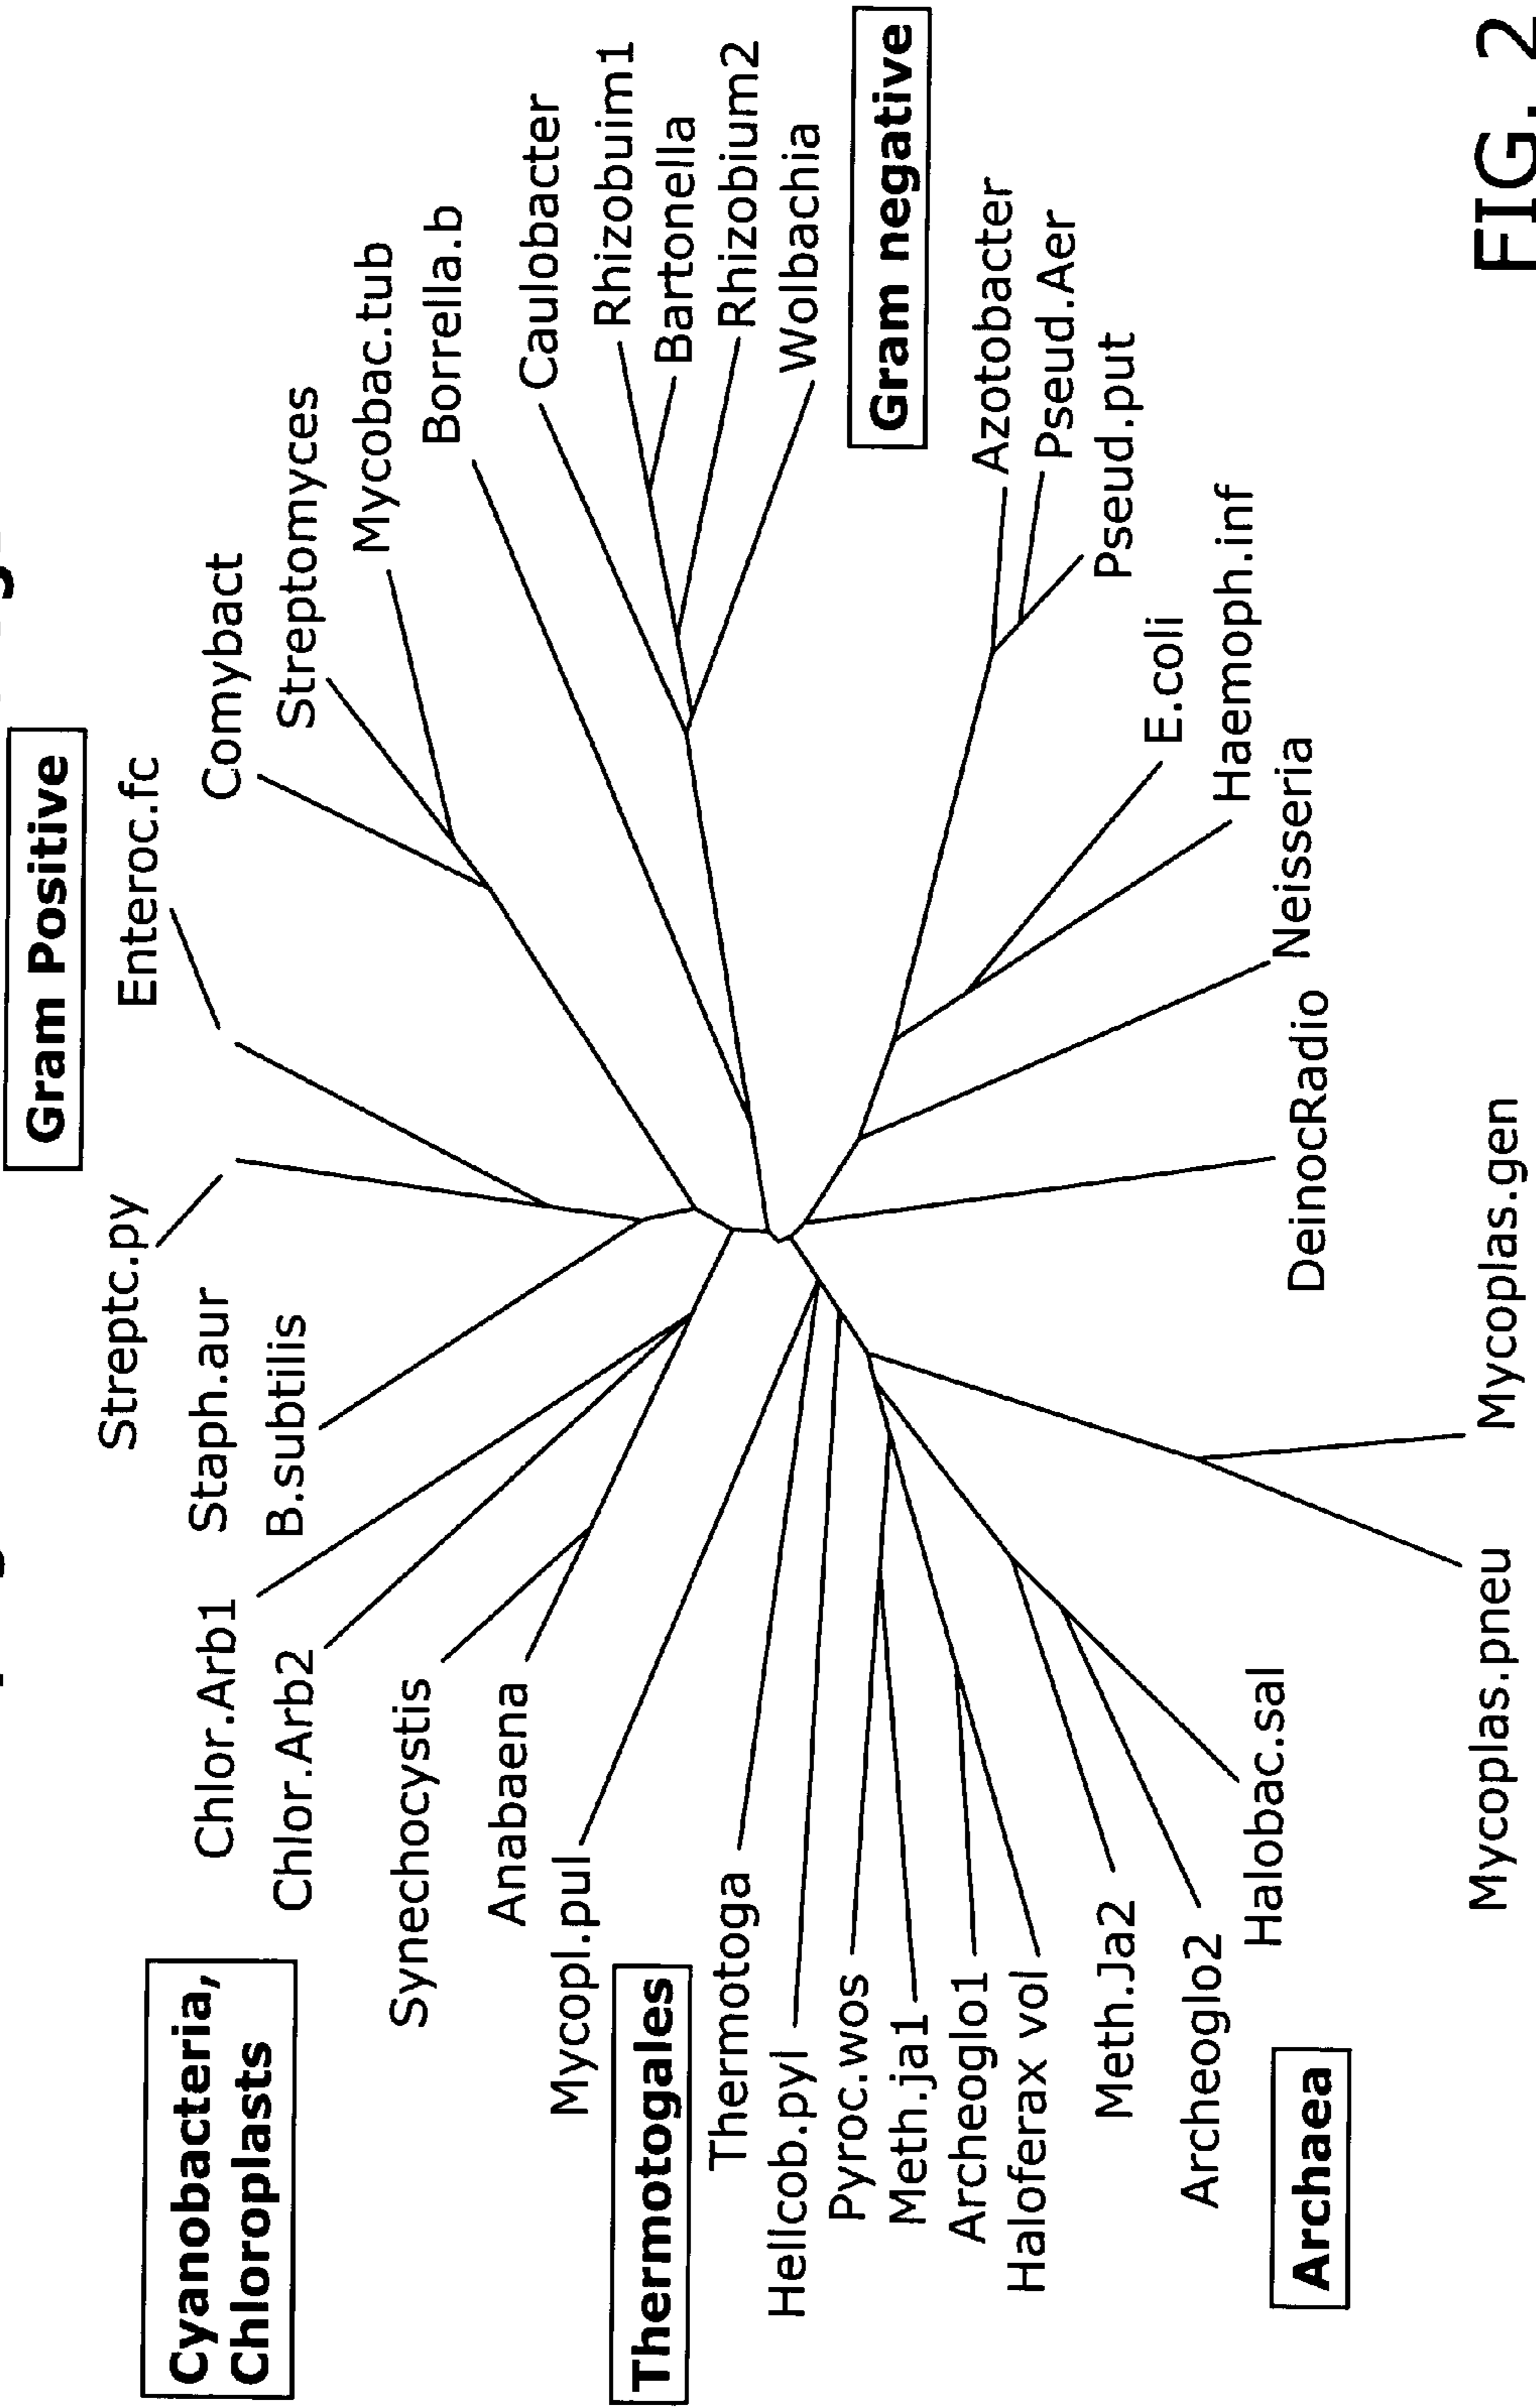 Gram Positive
Cyanobacteria,
Chloroplasts
Streptc.py
Enteroc.fc
Staph.aur
Comybact
B.subtilis
Streptomyces
Chlor.Arb1
Chlor.Arb2
Mycobac.tub
Borrella.b
Synechocystis
Anabaena
Caulobacter
Mycopl.pul
Rhizobuim1
Bartonella
Thermotogales
Rhizobium2
Thermotoga
Wolbachia
Helicob.pyl
Gram negative
Pyroc.wos
Meth.ja1
Archeoglo1
Azotobacter
Haloferax vol
Pseud.Aer
Pseud.put
Meth.Ja2
E.coli
Archeoglo2
Haemoph.inf
Halobac.sal
Neisseria
DeinocRadio
Archaea
Mycoplas.pneu
Mycoplas.gen
FIG. 2